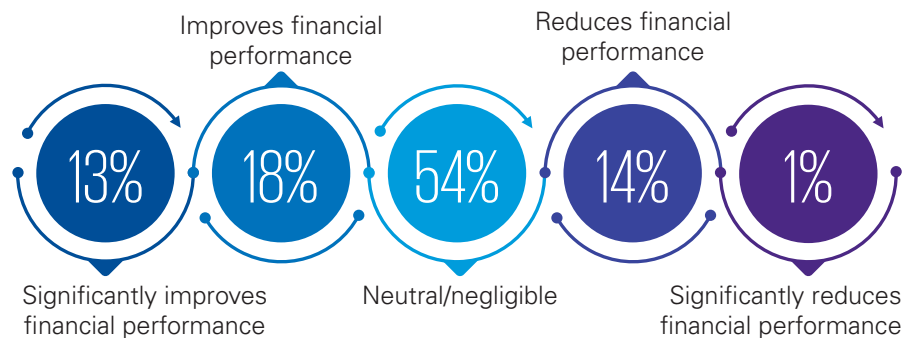 Improves financial
performance
Reduces financial
performance
13%
18%
54%
14%
1%
Significantly improves
financial performance
Neutral/negligible
Significantly reduces
financial performance